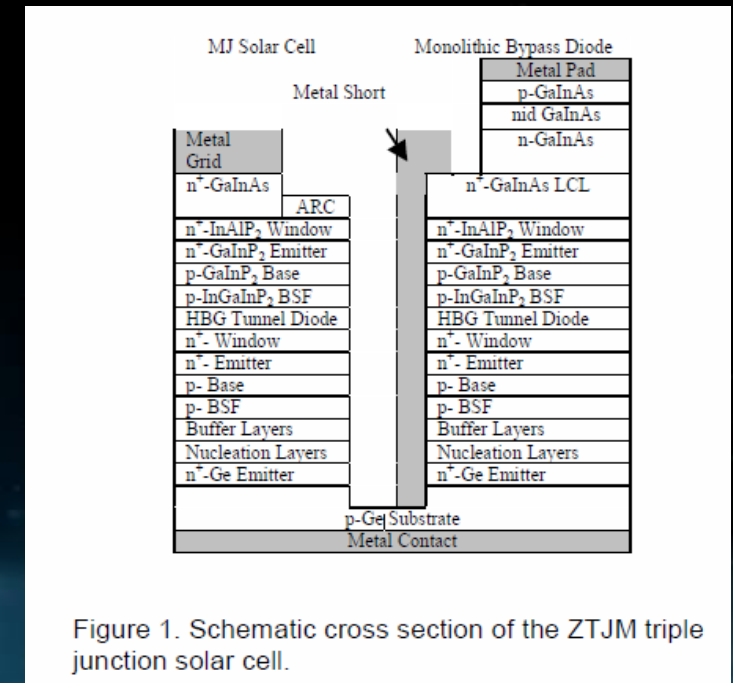 MJ Solar Cell
Monolithic Bypass Diode
Metal Short
Metal Pad
p-GaInAs
nid GaInAs
n-GaInAs
n⁺-GaInAs LCL
n⁺-InAlP₂ Window
n⁺-GaInP₂ Emitter
p-GaInP₂ Base
p-InGaInP₂ BSF
HBG Tunnel Diode
n⁺- Window
n⁺- Emitter
p- Base
p- BSF
Buffer Layers
Nucleation Layers
n⁺-Ge Emitter
Metal
Grid
n⁺-GaInAs
ARC
n⁺-InAlP₂ Window
n⁺-GaInP₂ Emitter
p-GaInP₂ Base
p-InGaInP₂ BSF
HBG Tunnel Diode
n⁺- Window
n⁺- Emitter
p- Base
p- BSF
Buffer Layers
Nucleation Layers
n⁺-Ge Emitter
p-Ge Substrate
Metal Contact
Figure 1. Schematic cross section of the ZTJM triple
junction solar cell.